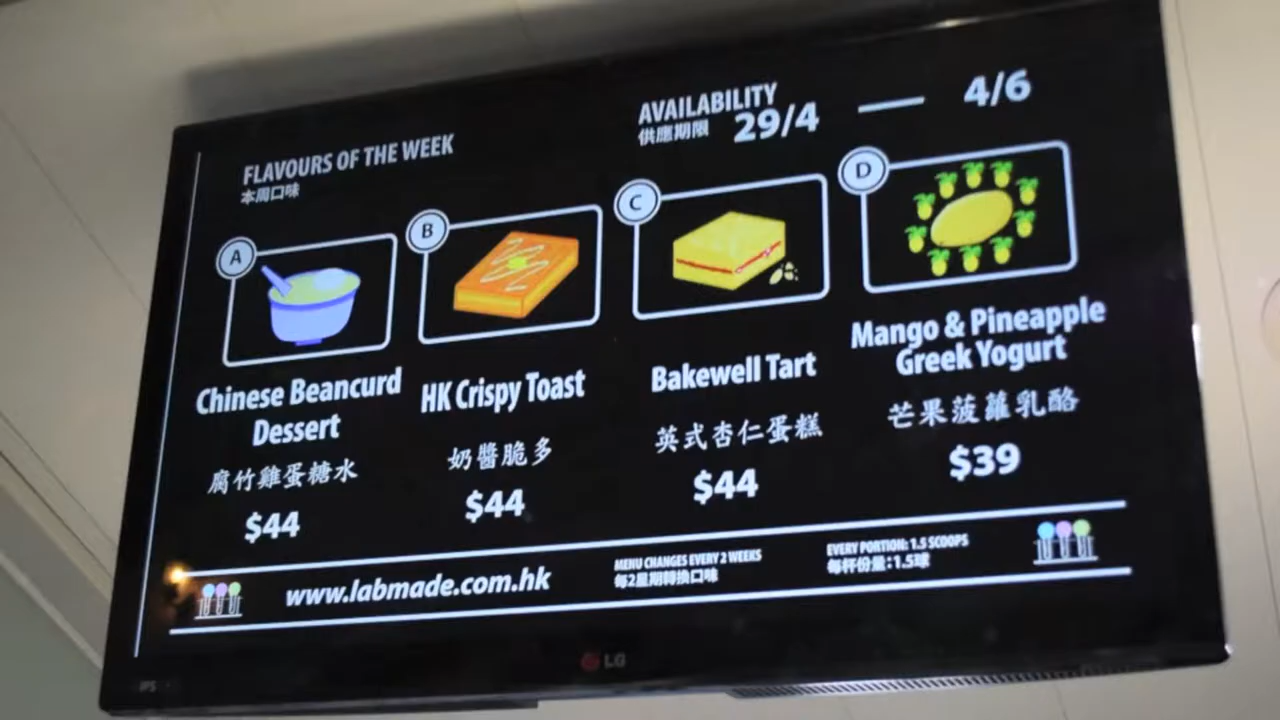 FLAVOURS OF THE WEEK
本周口味
AVAILABILITY
供應期限 29/4 — 4/6
A
Chinese Beancurd
Dessert
腐竹雞蛋糖水
$44
B
HK Crispy Toast
奶醬脆多
$44
C
Bakewell Tart
英式杏仁蛋糕
$44
D
Mango & Pineapple
Greek Yogurt
芒果菠蘿乳酪
$39
www.labmade.com.hk
MENU CHANGES EVERY 2 WEEKS
每2星期轉換口味
EVERY PORTION: 1.5 SCOOPS
每杯份量：1.5球
LG
IPS